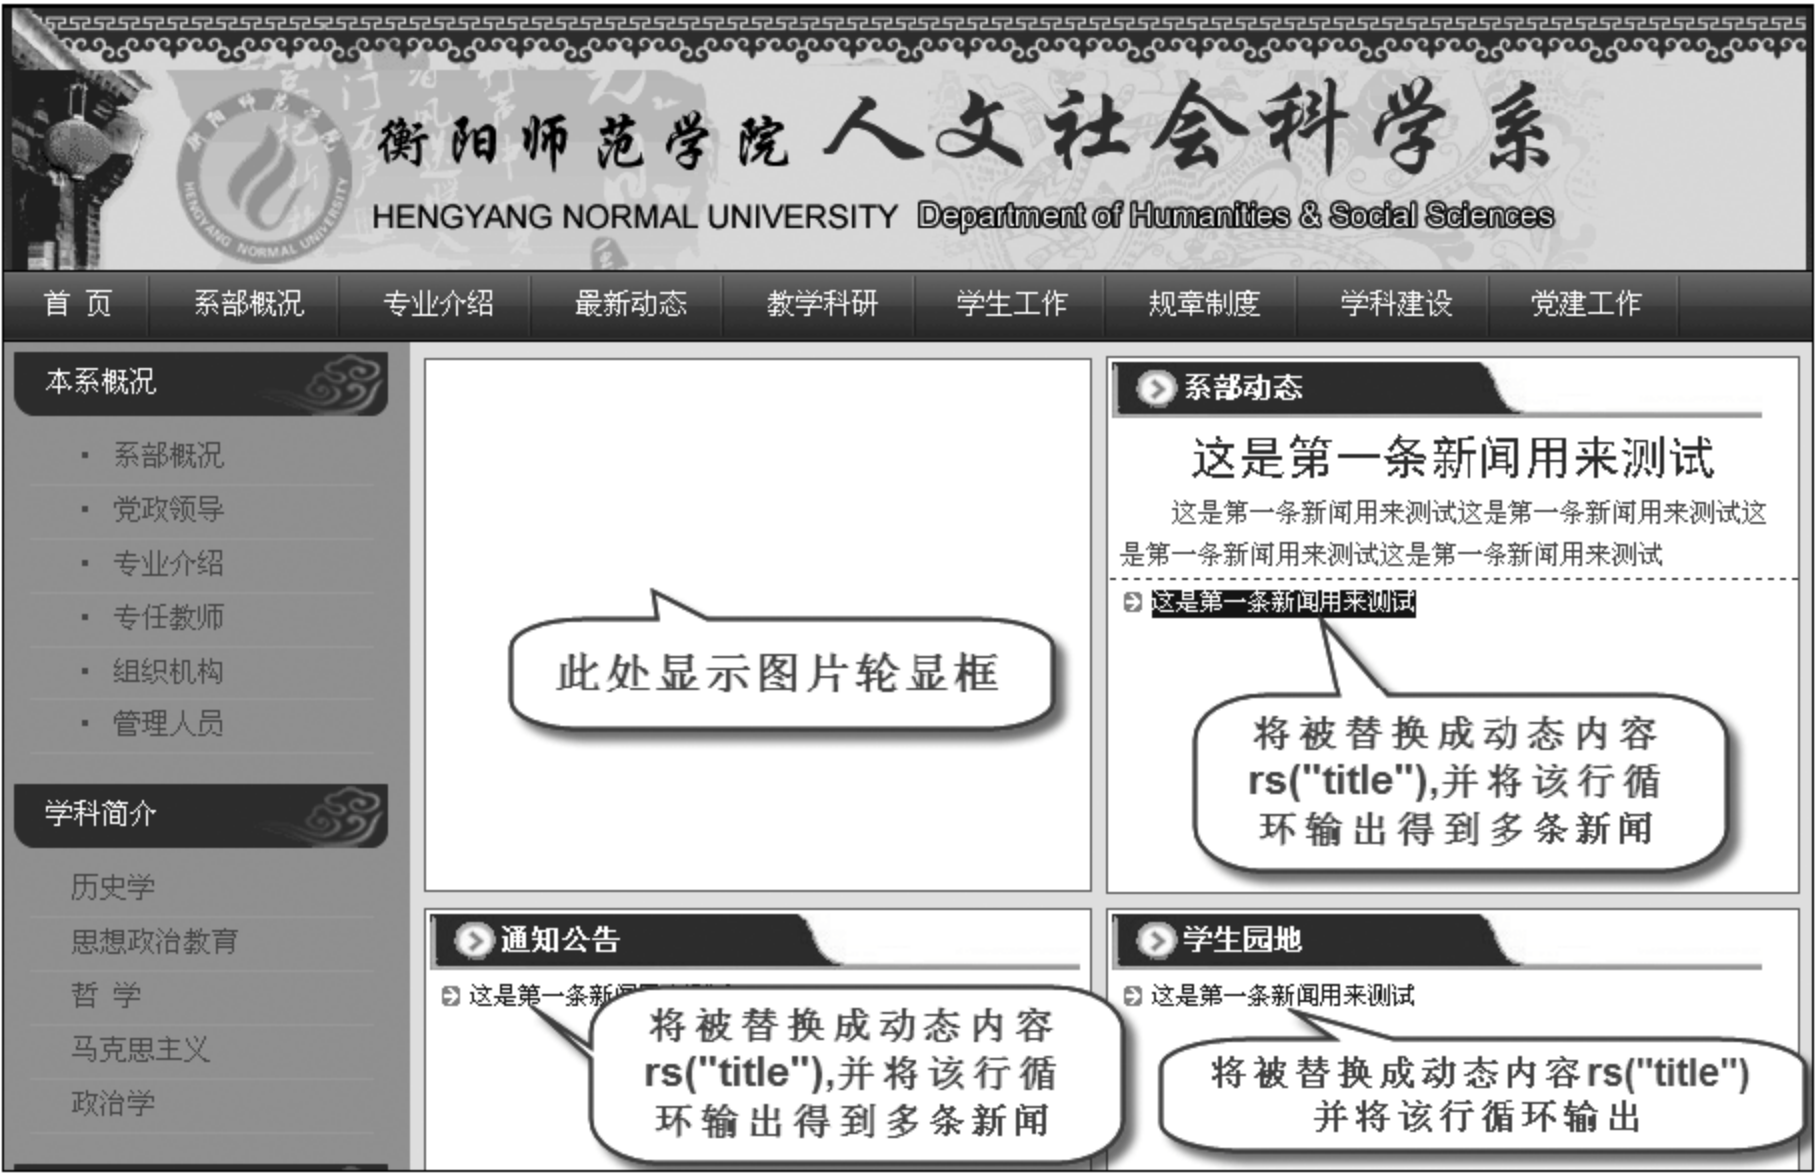 衡阳师范学院 人文社会科学系
HENGYANG NORMAL UNIVERSITY Department of Humanities & Social Sciences
HENGYANG NORMAL UNIVERSITY
首 页 系部概况 专业介绍 最新动态 教学科研 学生工作 规章制度 学科建设 党建工作
本系概况
系部概况
党政领导
专业介绍
专任教师
组织机构
管理人员
学科简介
历史学
思想政治教育
哲 学
马克思主义
政治学
此处显示图片轮显框
系部动态
这是第一条新闻用来测试
这是第一条新闻用来测试这是第一条新闻用来测试这
是第一条新闻用来测试这是第一条新闻用来测试
这是第一条新闻用来测试
将被替换成动态内容
rs("title"),并将该行循
环输出得到多条新闻
通知公告
这是第一条新
将被替换成动态内容
rs("title"),并将该行循
环输出得到多条新闻
学生园地
这是第一条新闻用来测试
将被替换成动态内容rs("title")
并将该行循环输出